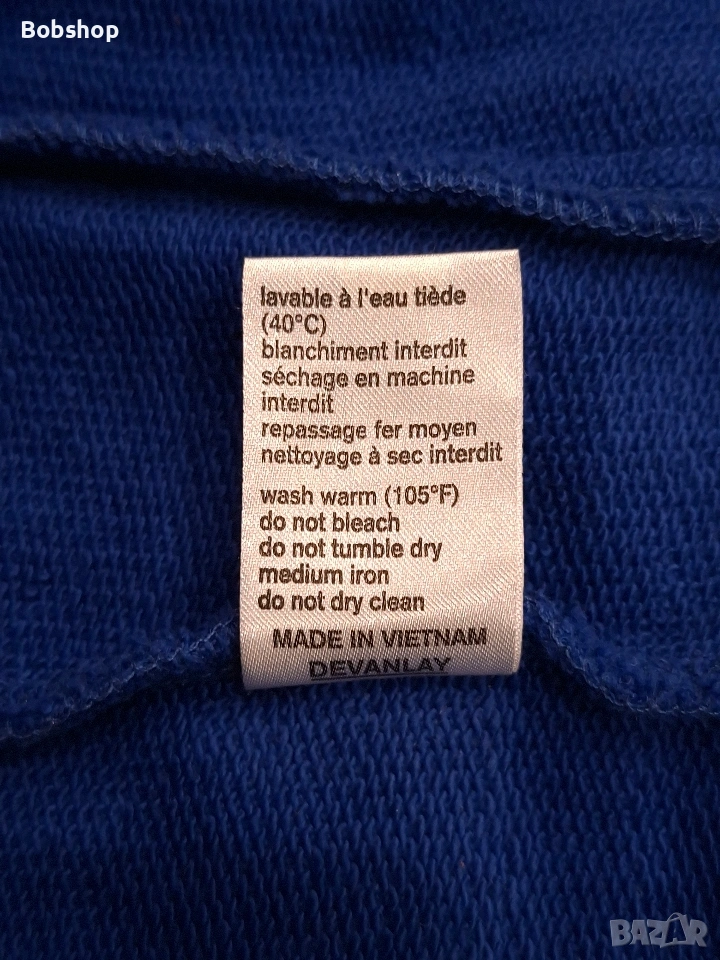 Bobshop
lavable à l'eau tiède
(40°C)
blanchiment interdit
séchage en machine
interdit
repassage fer moyen
nettoyage à sec interdit
wash warm (105°F)
do not bleach
do not tumble dry
medium iron
do not dry clean
MADE IN VIETNAM
DEVANLAY
BAZAR